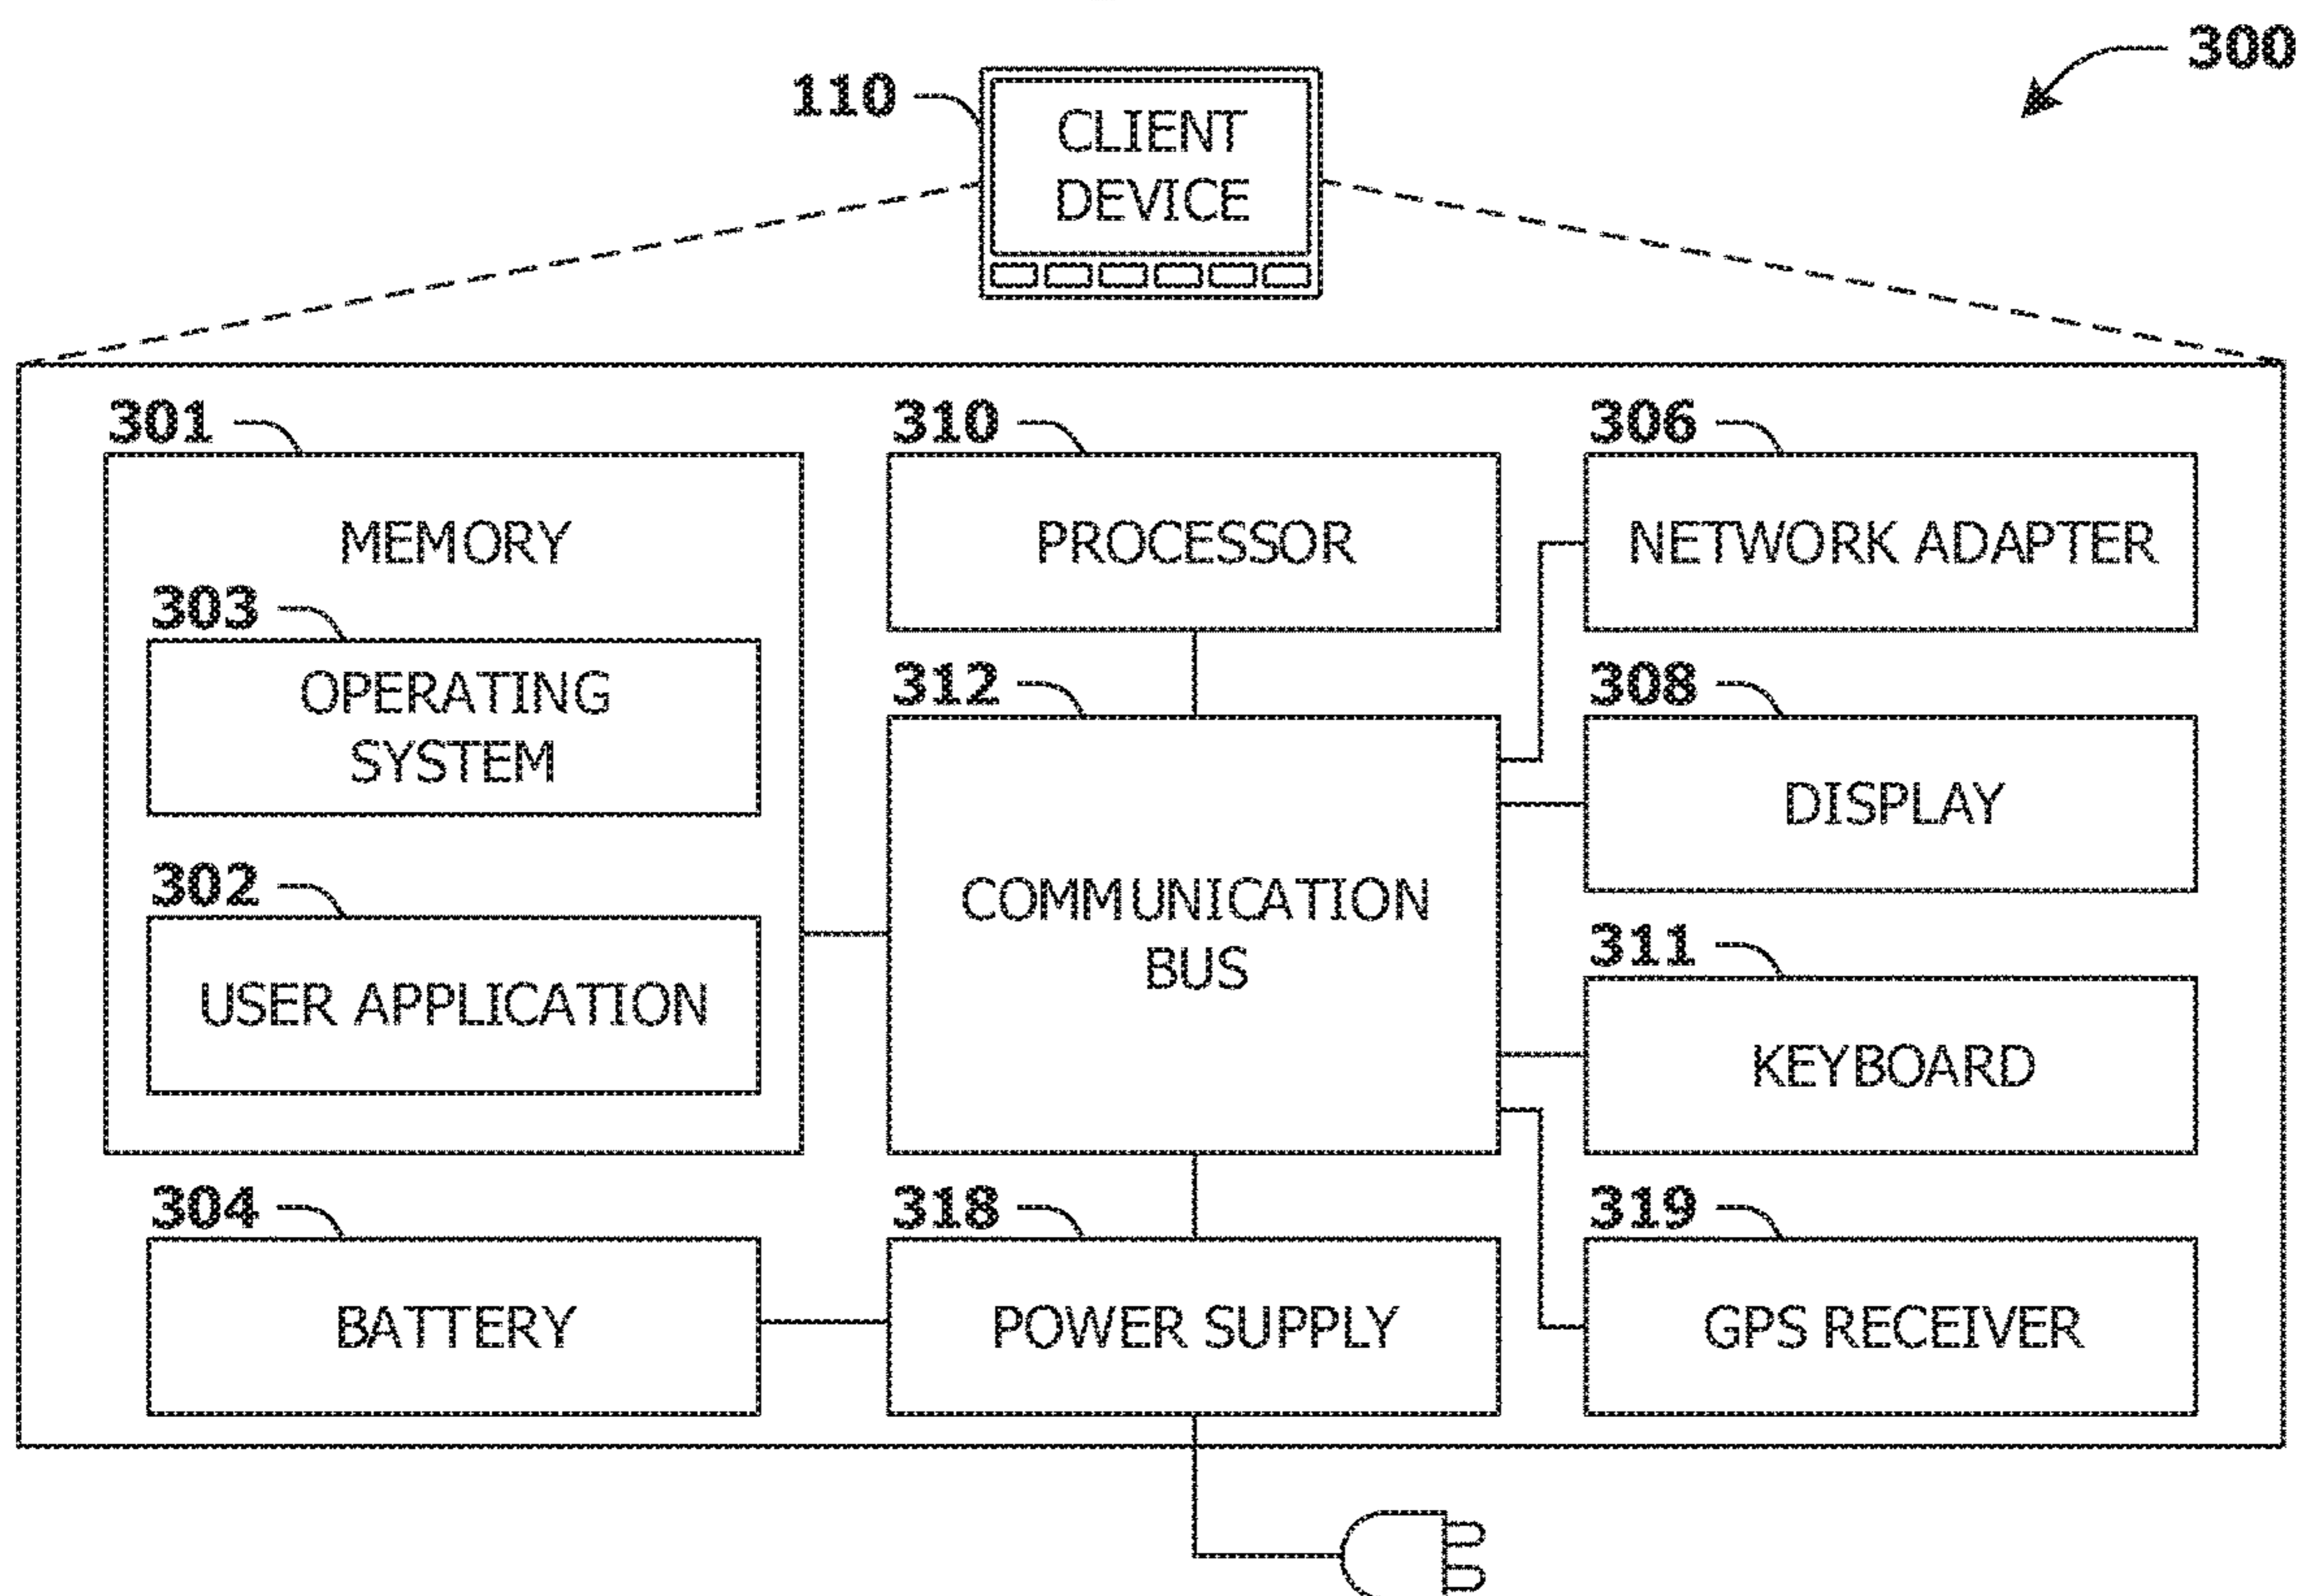 300
110
CLIENT
DEVICE
301
310
306
MEMORY
PROCESSOR
NETWORK ADAPTER
303
312
308
OPERATING
SYSTEM
DISPLAY
302
COMMUNICATION
BUS
311
USER APPLICATION
KEYBOARD
304
318
319
BATTERY
POWER SUPPLY
GPS RECEIVER